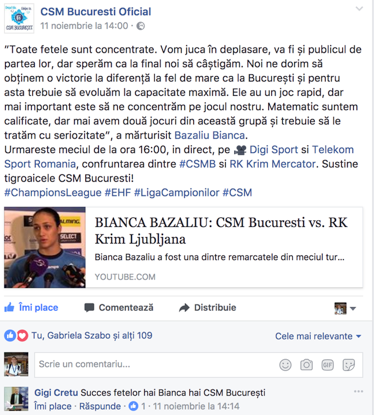 CSM Bucuresti Oficial
11 noiembrie la 14:00 ·
"Toate fetele sunt concentrate. Vom juca în deplasare, va fi și publicul de
partea lor, dar sperăm ca la final noi să câștigăm. Noi ne dorim să
obținem o victorie la diferență la fel de mare ca la București și pentru
asta trebuie să evoluăm la capacitate maximă. Ele au un joc rapid, dar
mai important este să ne concentrăm pe jocul nostru. Matematic suntem
calificate, dar mai avem două jocuri din această grupă și trebuie să le
tratăm cu seriozitate", a mărturisit Bazaliu Bianca.
Urmareste meciul de la ora 16:00, in direct, pe 🎥 Digi Sport si Telekom
Sport Romania, confruntarea dintre #CSMB si RK Krim Mercator. Sustine
tigroaicele CSM Bucuresti!
#ChampionsLeague #EHF #LigaCampionilor #CSM
BIANCA BAZALIU: CSM Bucuresti vs. RK
Krim Ljubljana
Bianca Bazaliu a fost una dintre remarcatele din meciul tur...
YOUTUBE.COM
Îmi place Comentează Distribuie
Tu, Gabriela Szabo și alți 109
Cele mai relevante
Scrie un comentariu...
GIF
Gigi Cretu Succes fetelor hai Bianca hai CSM București
Îmi place · Răspunde · 1 · 11 noiembrie la 14:14